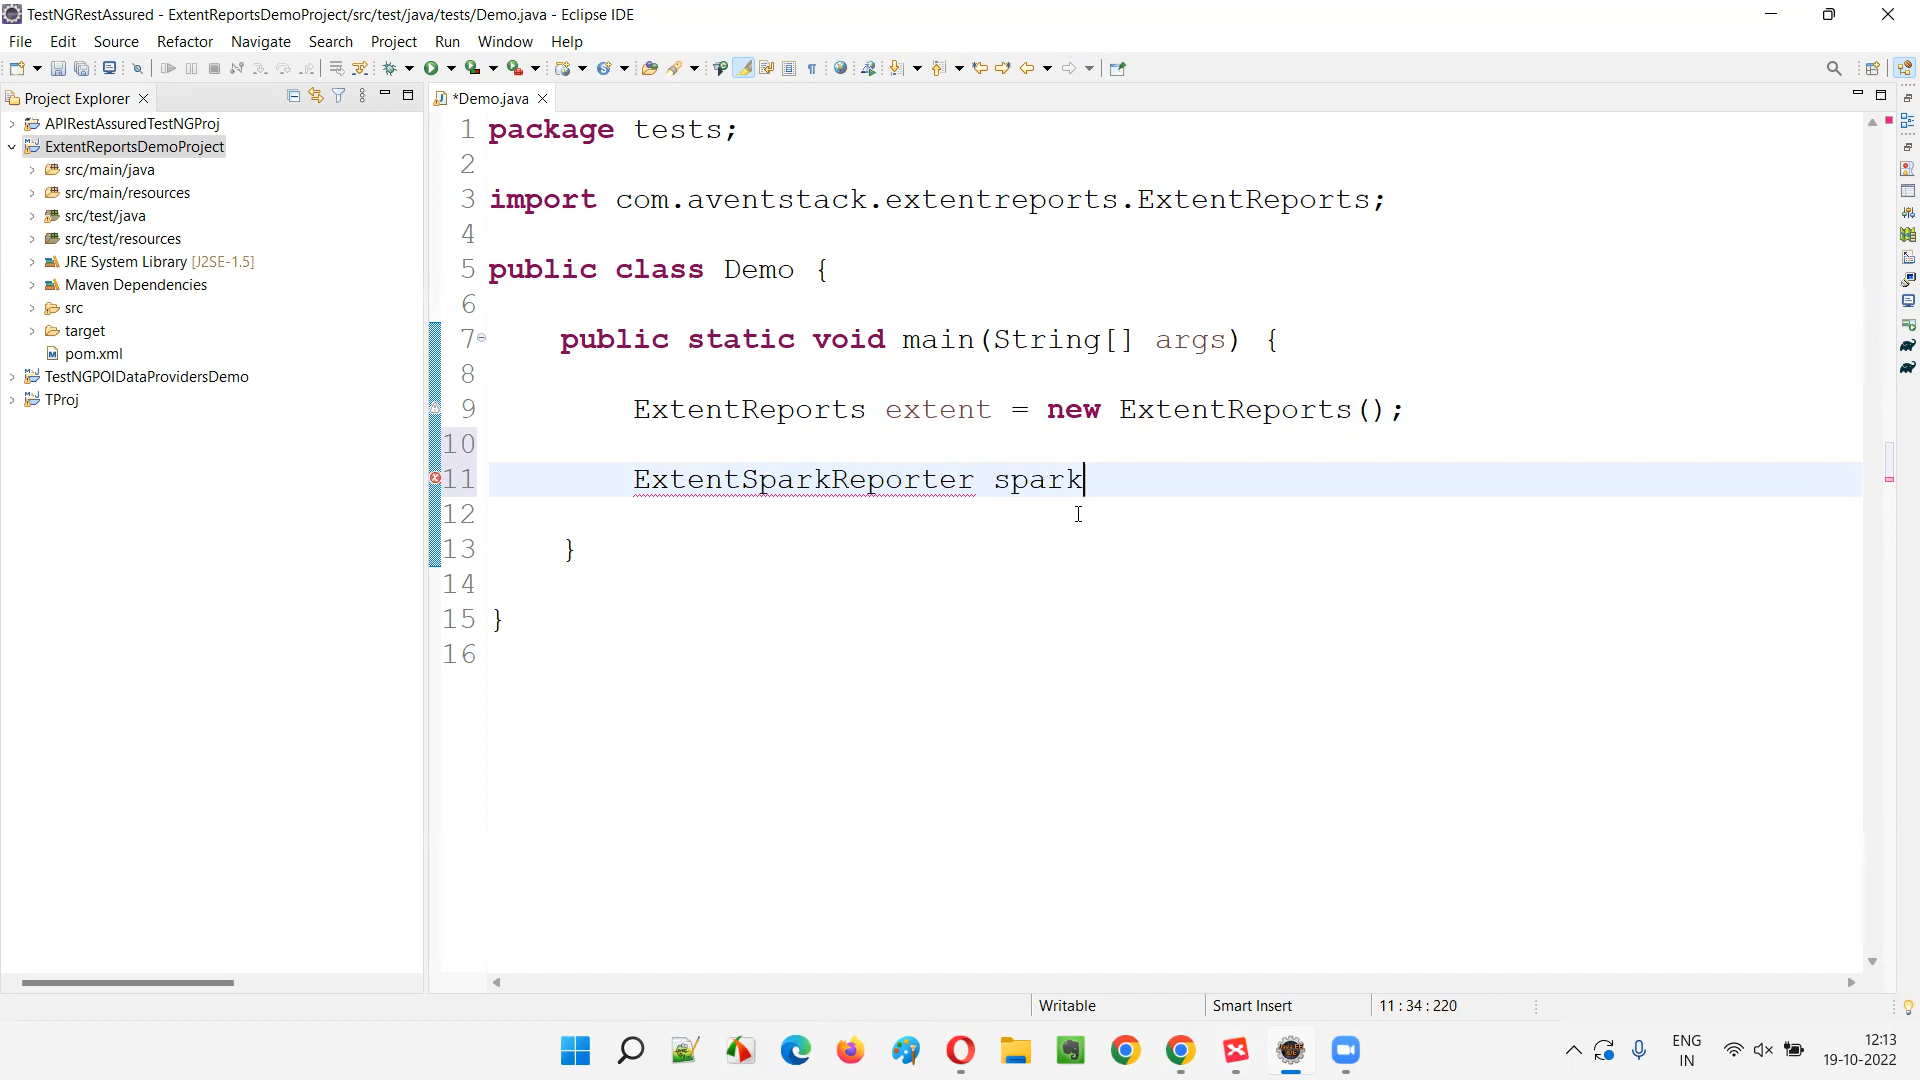 TestNGRestAssured - ExtentReportsDemoProject/src/test/java/tests/Demo.java - Eclipse IDE
File Edit Source Refactor Navigate Search Project Run Window Help
Project Explorer
APIRestAssuredTestNGProj
ExtentReportsDemoProject
src/main/java
src/main/resources
src/test/java
src/test/resources
JRE System Library [J2SE-1.5]
Maven Dependencies
src
target
pom.xml
TestNGPOIDataProvidersDemo
TProj
*Demo.java
1 package tests;
2
3 import com.aventstack.extentreports.ExtentReports;
4
5 public class Demo {
6
7 public static void main(String[] args) {
8
9 ExtentReports extent = new ExtentReports();
10
11 ExtentSparkReporter spark
12
13 }
14
15 }
16
Writable Smart Insert 11 : 34 : 220
ENG
IN
12:13
19-10-2022